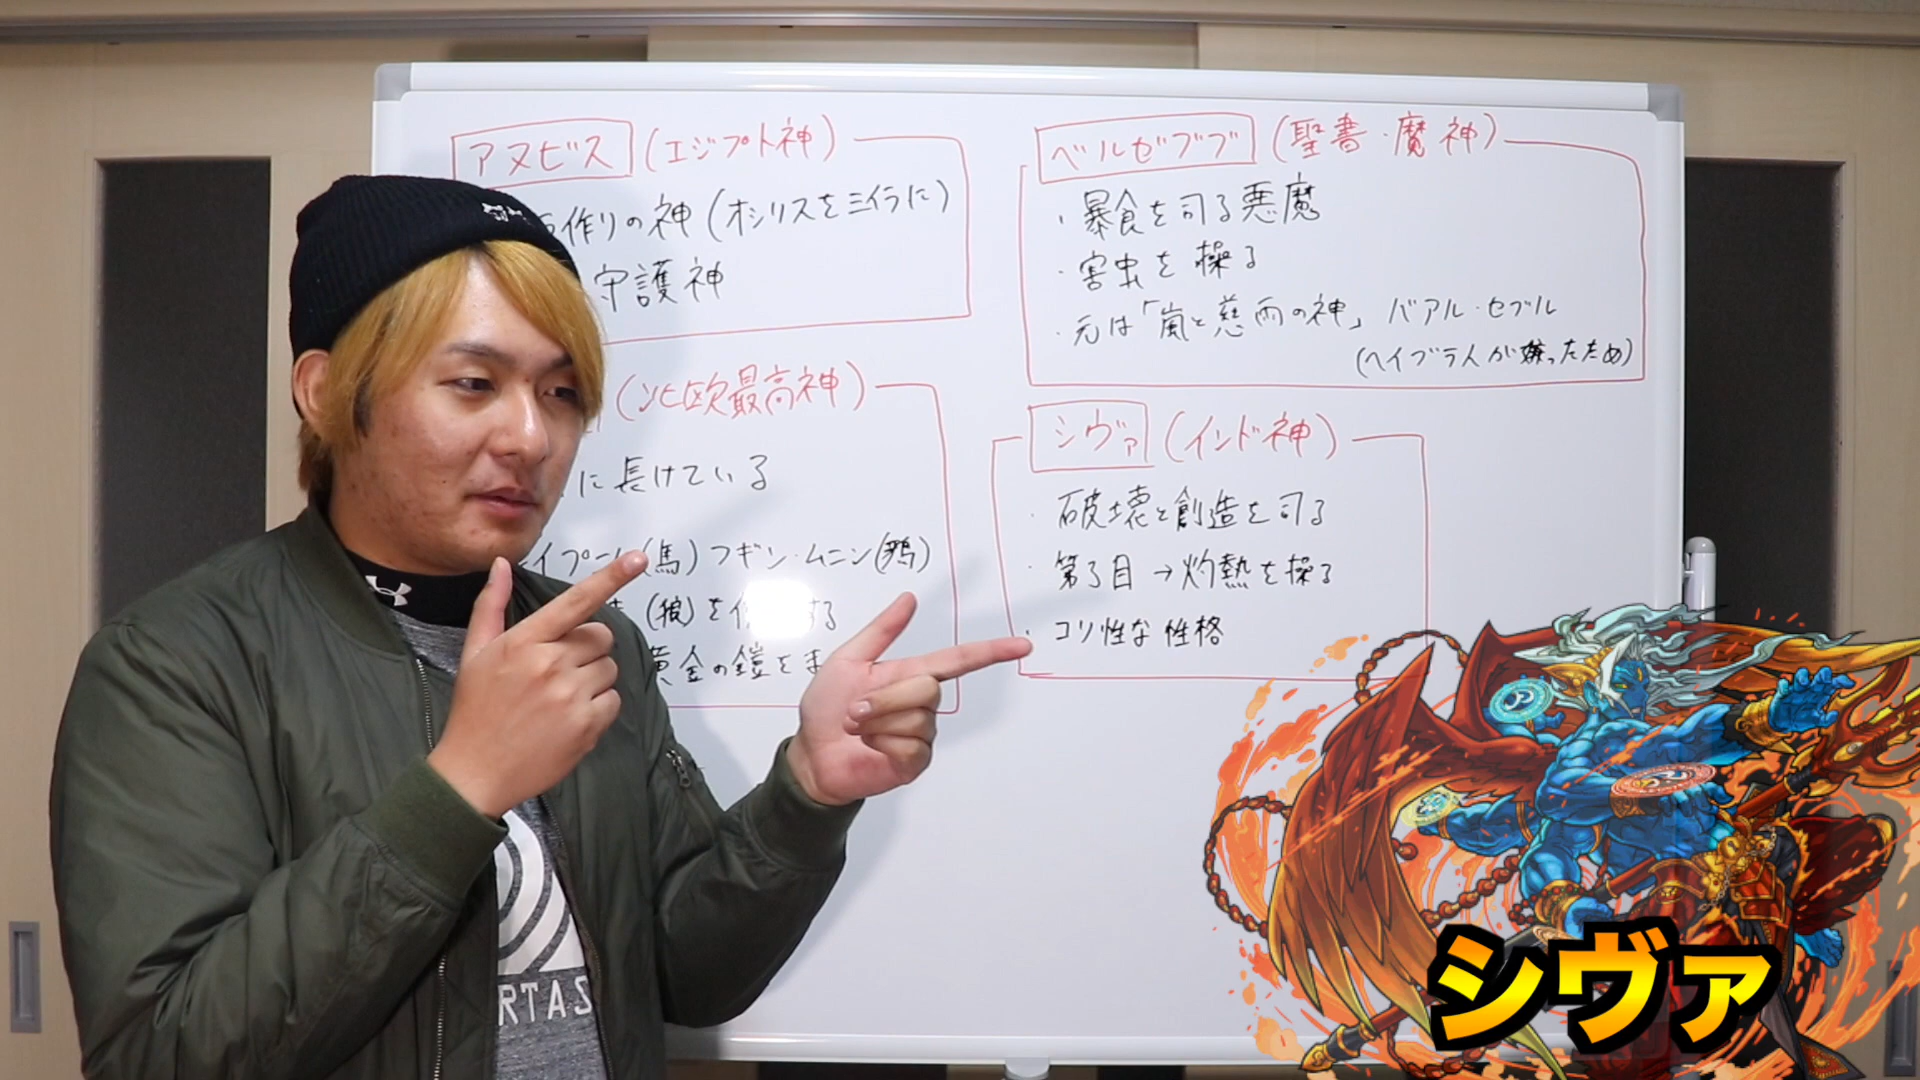 アヌビス (エジプト神)
作りの神 (オシリスをミイラに)
守護神
(北欧最高神)
に長けている
イプール(馬) フギン・ムニン(鴉)
(狼)を
黄金の鎧をま
ベルゼブブ (聖書・魔神)
・暴食を司る悪魔
・害虫を操る
・元は「嵐と慈雨の神」 バアル・ゼブル
(ヘブライ人が嫌ったため)
シヴァ (インド神)
・破壊と創造を司る
・第3目→灼熱を操る
・コリ性な性格
RTAS
シヴァ